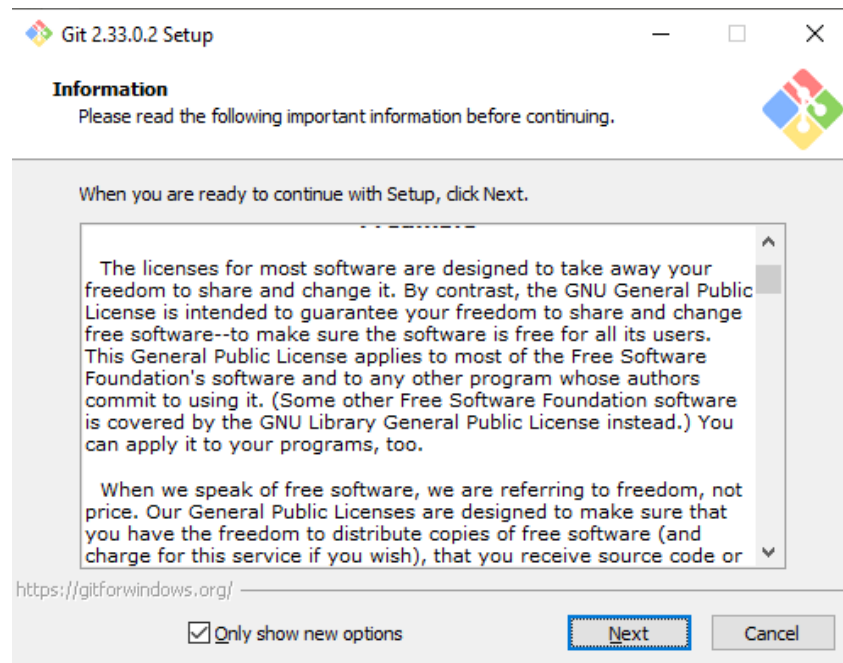 Git 2.33.0.2 Setup
Information
Please read the following important information before continuing.
When you are ready to continue with Setup, click Next.
The licenses for most software are designed to take away your
freedom to share and change it. By contrast, the GNU General Public
License is intended to guarantee your freedom to share and change
free software--to make sure the software is free for all its users.
This General Public License applies to most of the Free Software
Foundation's software and to any other program whose authors
commit to using it. (Some other Free Software Foundation software
is covered by the GNU Library General Public License instead.) You
can apply it to your programs, too.
When we speak of free software, we are referring to freedom, not
price. Our General Public Licenses are designed to make sure that
you have the freedom to distribute copies of free software (and
charge for this service if you wish), that you receive source code or
https://gitforwindows.org/
Only show new options
Next
Cancel